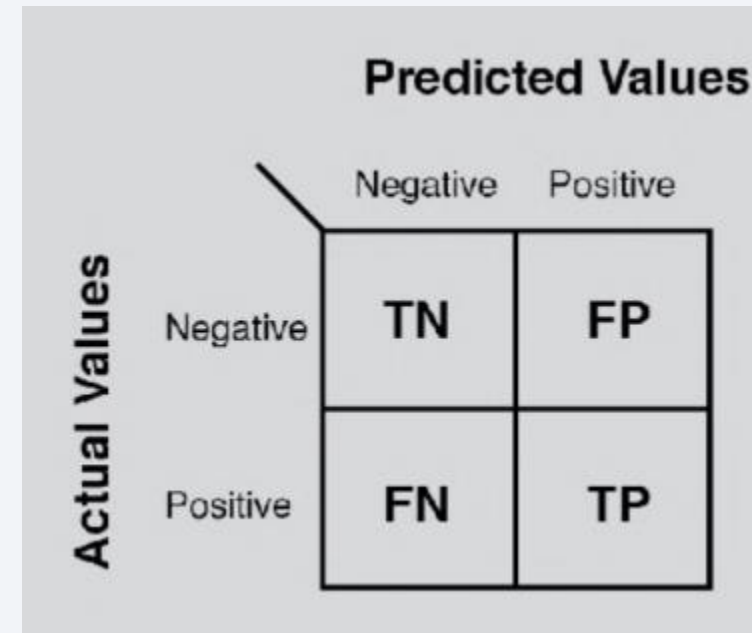 Predicted Values
Negative Positive
Actual Values
Negative TN FP
Positive FN TP